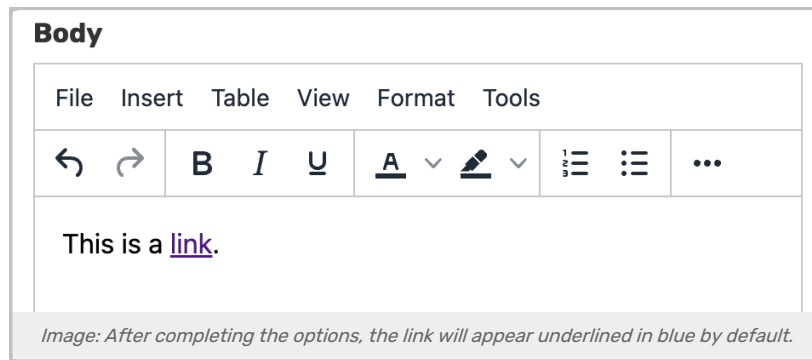 Body
File Insert Table View Format Tools
B I U A
This is a link.
Image: After completing the options, the link will appear underlined in blue by default.